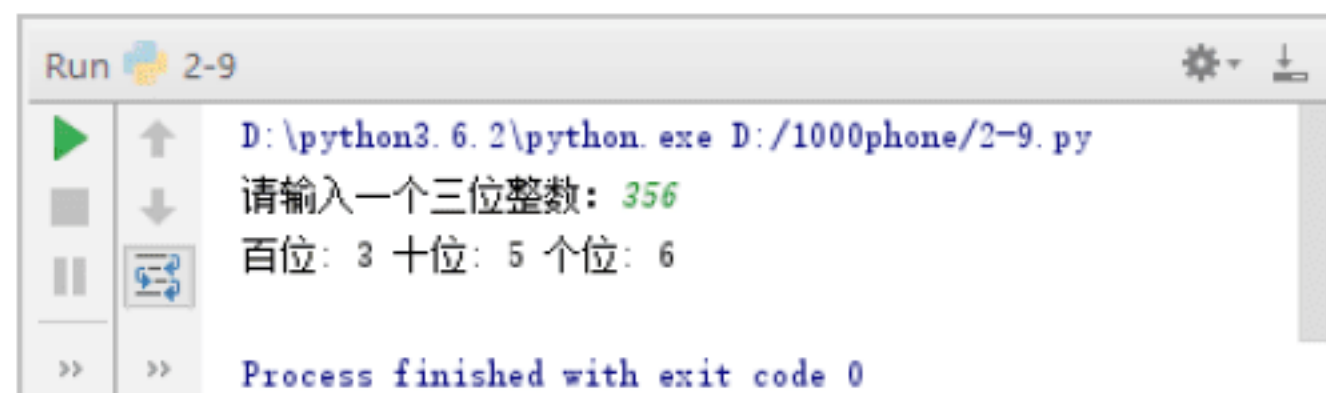 Run 2-9
D:\python3.6.2\python.exe D:/1000phone/2-9.py
请输入一个三位整数：356
百位: 3 十位: 5 个位: 6
Process finished with exit code 0